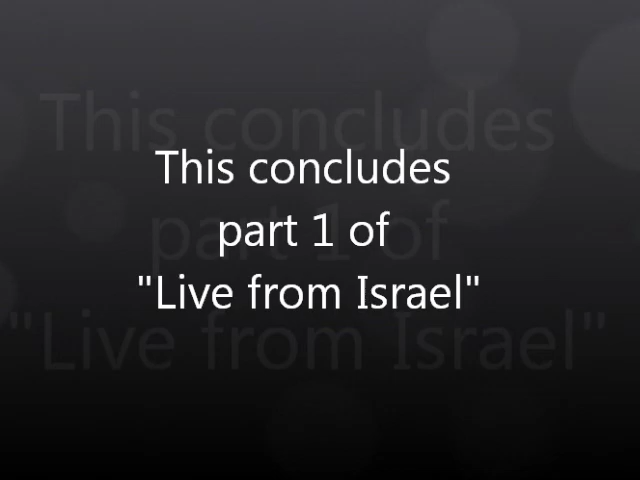 This concludes
part 1 of
"Live from Israel"